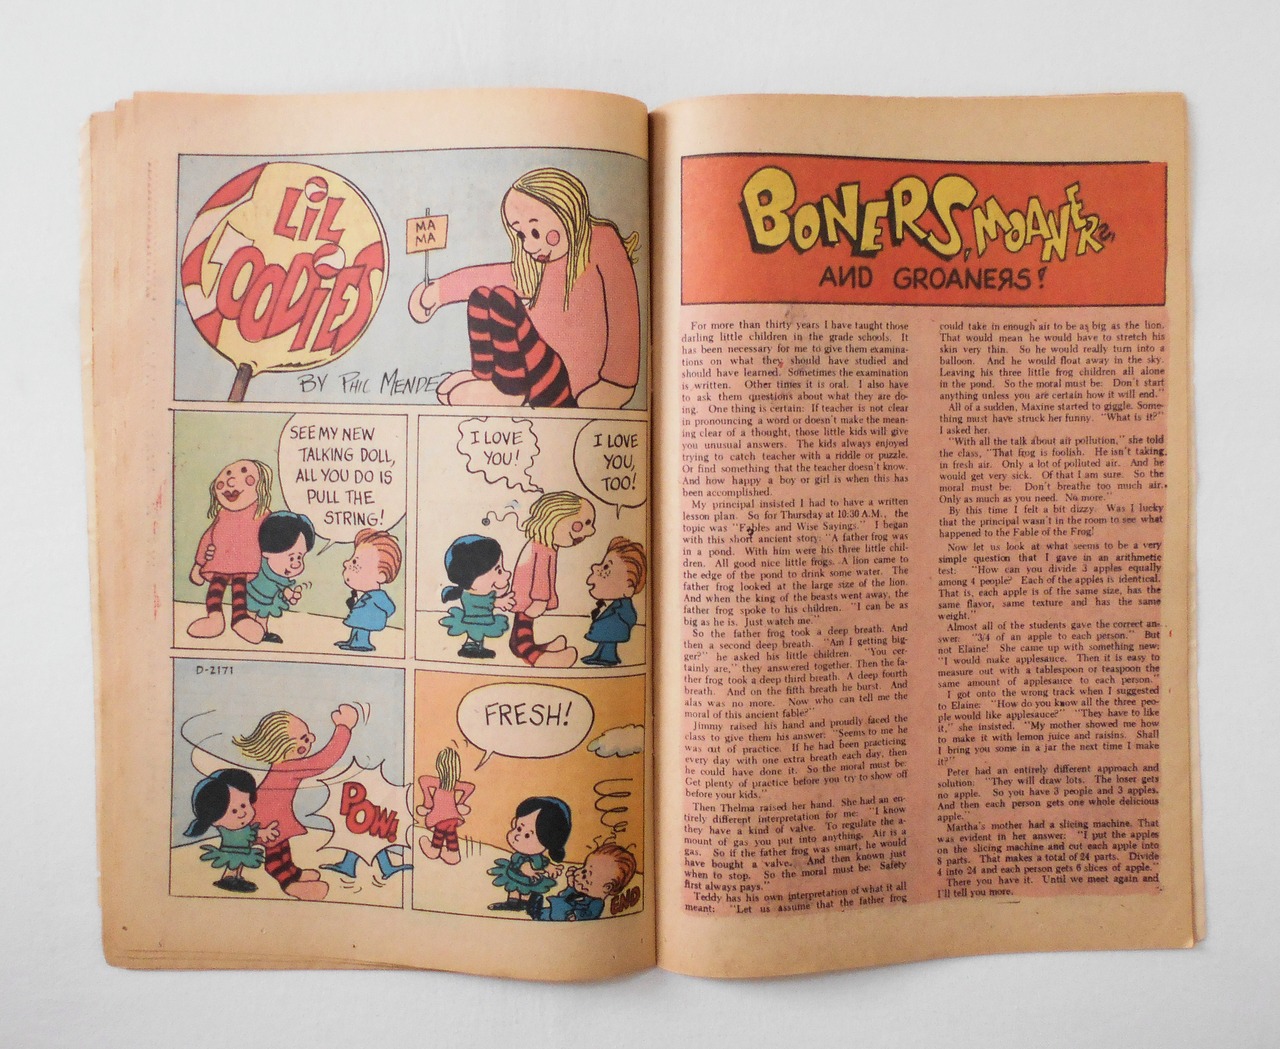 LIL
LOODIES
MA
MA
BY PHIL MENDE
SEE MY NEW
TALKING DOLL,
ALL YOU DO IS
PULL THE
STRING!
I LOVE
YOU!
I LOVE
YOU,
TOO!
D-2171
POW!
FRESH!
END
BONERS, MOANERS,
AND GROANERS!
For more than thirty years I have taught those
darling little children in the grade schools. It
has been necessary for me to give them examina-
tions on what they should have studied and
should have learned. Sometimes the examination
is written. Other times it is oral. I also have
to ask them questions about what they are do-
ing. One thing is certain: If teacher is not clear
in pronouncing a word or doesn't make the mean-
ing clear of a thought, those little kids will give
you unusual answers. The kids always enjoyed
trying to catch teacher with a riddle or puzzle.
Or find something that the teacher doesn't know.
And how happy a boy or girl is when this has
been accomplished.
My principal insisted I had to have a written
lesson plan. So for Thursday at 10:30 A.M., the
topic was "Fables and Wise Sayings." I began
with this short ancient story: "A father frog was
in a pond. With him were his three little chil-
dren. All good nice little frogs. A lion came to
the edge of the pond to drink some water. The
father frog looked at the large size of the lion.
And when the king of the beasts went away, the
father frog spoke to his children. "I can be as
big as he is. Just watch me."
So the father frog took a deep breath. And
then a second deep breath. "Am I getting big-
ger?" he asked his little children. "You cer-
tainly are," they answered together. Then the fa-
ther frog took a deep third breath. A deep fourth
breath. And on the fifth breath he burst. And
alas was no more. Now who can tell me the
moral of this ancient fable?"
Jimmy raised his hand and proudly faced the
class to give them his answer: "Seems to me he
was out of practice. If he had been practicing
every day with one extra breath each day, then
he could have done it. So the moral must be:
Get plenty of practice before you try to show off
before your kids."
Then Thelma raised her hand. She had an en-
tirely different interpretation for me: "I know
they have a kind of valve. To regulate the a-
mount of gas you put into anything. Air is a
gas. So if the father frog was smart, he would
have bought a valve. And then known just
when to stop. So the moral must be: Safety
first always pays."
Teddy has his own interpretation of what it all
meant: "Let us assume that the father frog
could take in enough air to be as big as the lion.
That would mean he would have to stretch his
skin very thin. So he would really turn into a
balloon. And he would float away in the sky.
Leaving his three little frog children all alone
in the pond. So the moral must be: Don't start
anything unless you are certain how it will end."
All of a sudden, Maxine started to giggle. Some-
thing must have struck her funny. "What is it?"
I asked her.
"With all the talk about air pollution," she told
the class, "That frog is foolish. He isn't taking
in fresh air. Only a lot of polluted air. And he
would get very sick. Of that I am sure. So the
moral must be: Don't breathe too much air.
Only as much as you need. No more."
By this time I felt a bit dizzy. Was I lucky
that the principal wasn't in the room to see what
happened to the Fable of the Frog!
Now let us look at what seems to be a very
simple question that I gave in an arithmetic
test: "How can you divide 3 apples equally
among 4 people? Each of the apples is identical.
That is, each apple is of the same size, has the
same flavor, same texture and has the same
weight."
Almost all of the students gave the correct an-
swer: "3/4 of an apple to each person." But
not Elaine! She came up with something new:
"I would make applesauce. Then it is easy to
measure out with a tablespoon or teaspoon the
same amount of applesauce to each person."
I got onto the wrong track when I suggested
to Elaine: "How do you know all the three peo-
ple would like applesauce?" "They have to like
it," she insisted. "My mother showed me how
to make it with lemon juice and raisins. Shall
I bring you some in a jar the next time I make
it?"
Peter had an entirely different approach and
solution: "They will draw lots. The loser gets
no apple. So you have 3 people and 3 apples.
And then each person gets one whole delicious
apple."
Martha's mother had a slicing machine. That
was evident in her answer: "I put the apples
on the slicing machine and cut each apple into
8 parts. That makes a total of 24 parts. Divide
4 into 24 and each person gets 6 slices of apple."
There you have it. Until we meet again and
I'll tell you more.